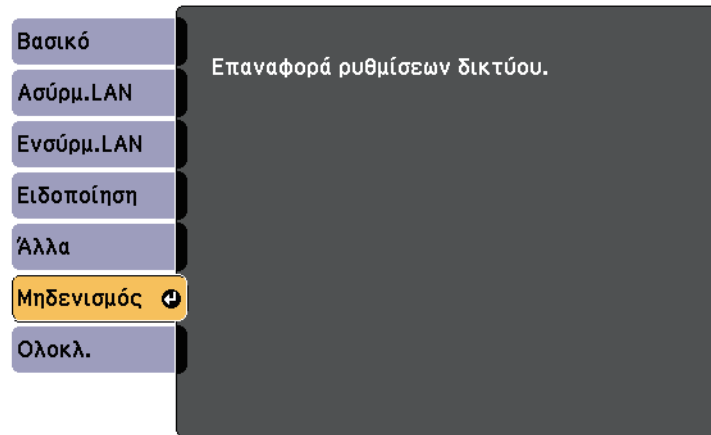 Βασικό
Ασύρμ.LAN
Ενσύρμ.LAN
Ειδοποίηση
Άλλα
Μηδενισμός
Ολοκλ.
Επαναφορά ρυθμίσεων δικτύου.